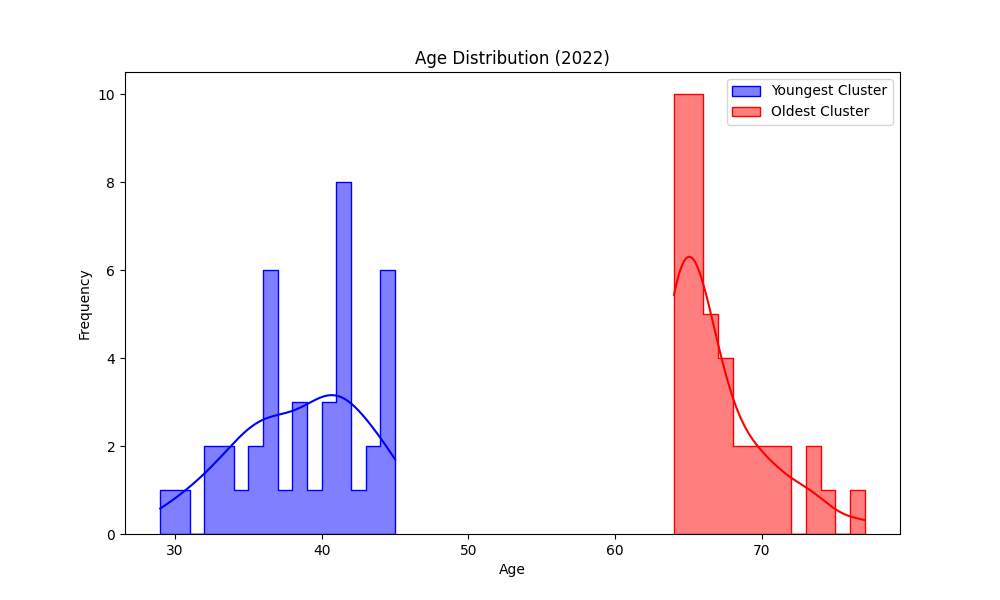 Age Distribution (2022)
Youngest Cluster
Oldest Cluster
10
8
6
4
2
0
Frequency
30 40 50 60 70
Age